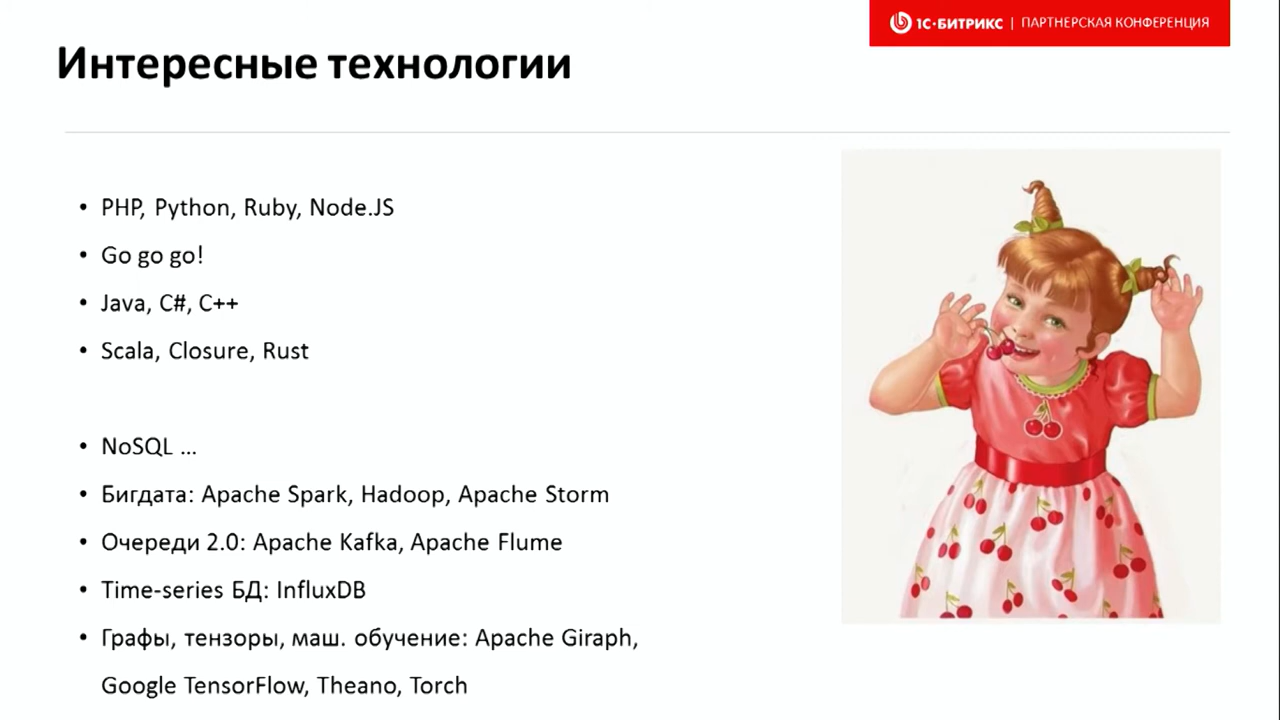 1С-БИТРИКС | ПАРТНЕРСКАЯ КОНФЕРЕНЦИЯ
Интересные технологии
• PHP, Python, Ruby, Node.JS
• Go go go!
• Java, C#, C++
• Scala, Closure, Rust
• NoSQL ...
• Бигдата: Apache Spark, Hadoop, Apache Storm
• Очереди 2.0: Apache Kafka, Apache Flume
• Time-series БД: InfluxDB
• Графы, тензоры, маш. обучение: Apache Giraph,
Google TensorFlow, Theano, Torch